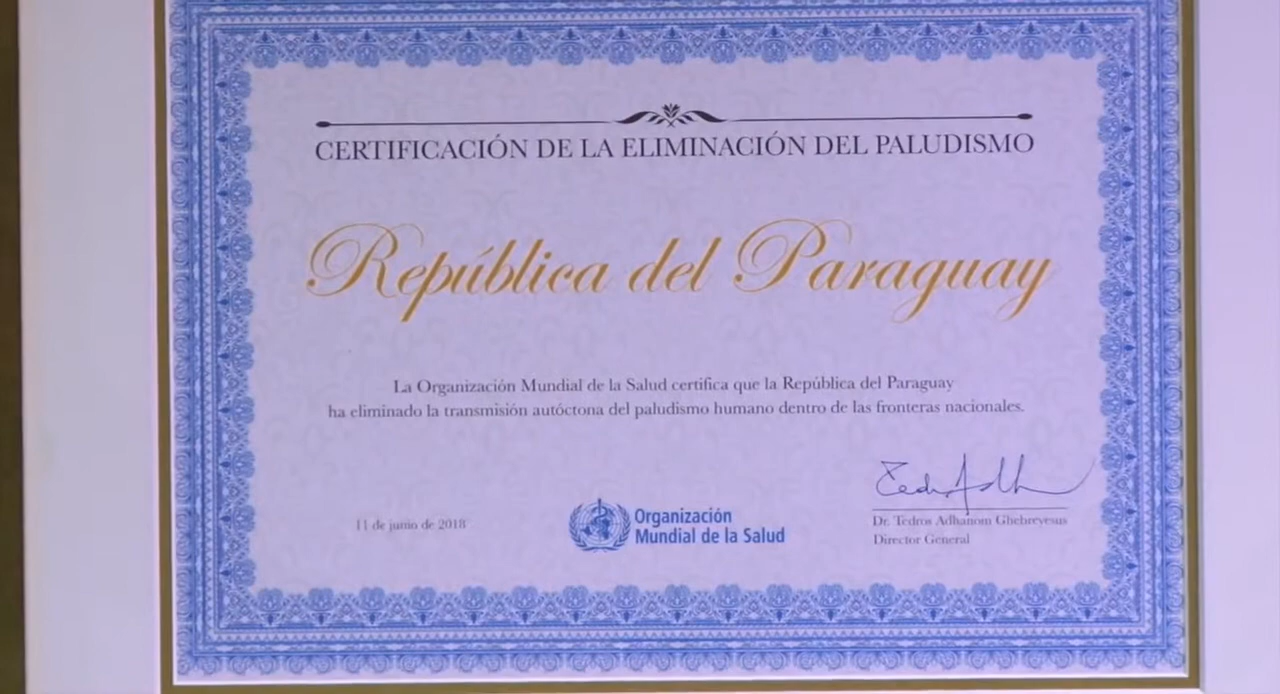 CERTIFICACIÓN DE LA ELIMINACIÓN DEL PALUDISMO
República del Paraguay
La Organización Mundial de la Salud certifica que la República del Paraguay
ha eliminado la transmisión autóctona del paludismo humano dentro de las fronteras nacionales.
11 de junio de 2018
Organización
Mundial de la Salud
Dr. Tedros Adhanom Ghebreyesus
Director General